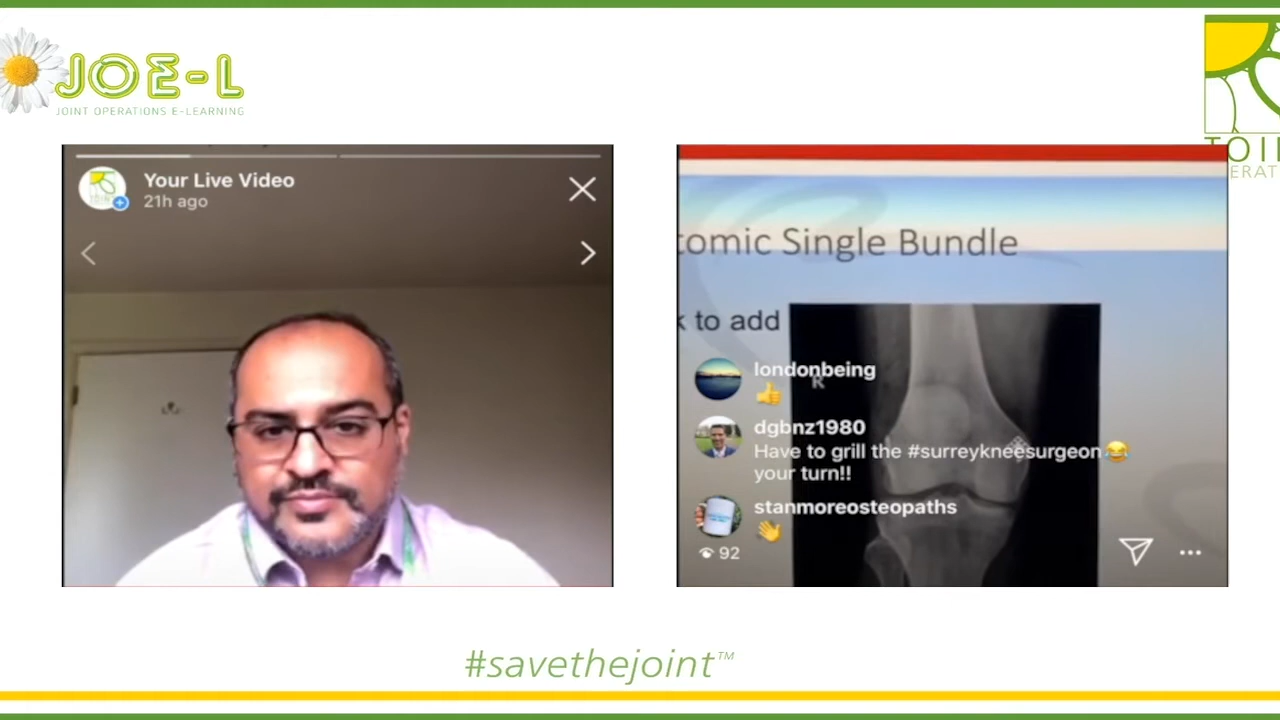 JOE-L
JOINT OPERATIONS E-LEARNING
Your Live Video
21h ago
tomic Single Bundle
k to add
R
londonbeing
👍
dgbnz1980
Have to grill the #surreykneesurgeon😂
your turn!!
stanmoreosteopaths
👋
92
#savethejoint™